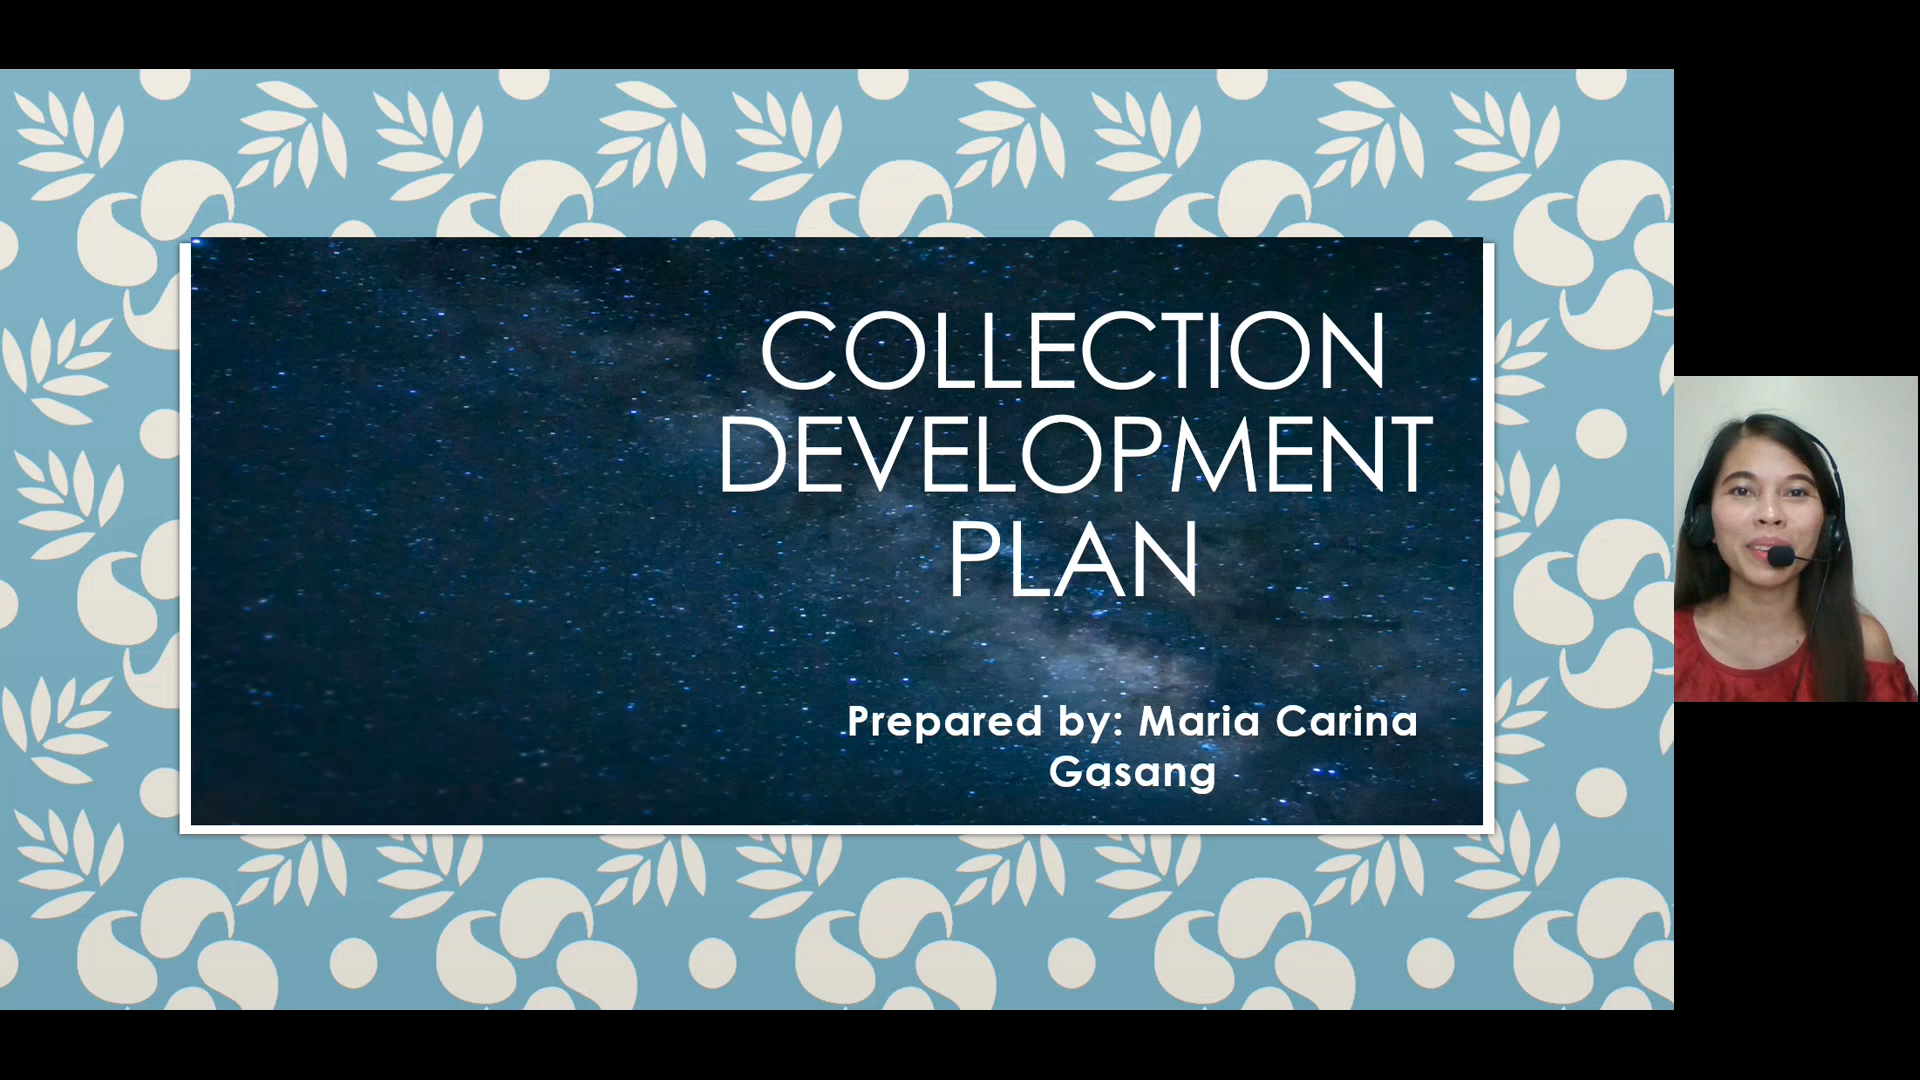 COLLECTION
DEVELOPMENT
PLAN
Prepared by: Maria Carina
Gasang